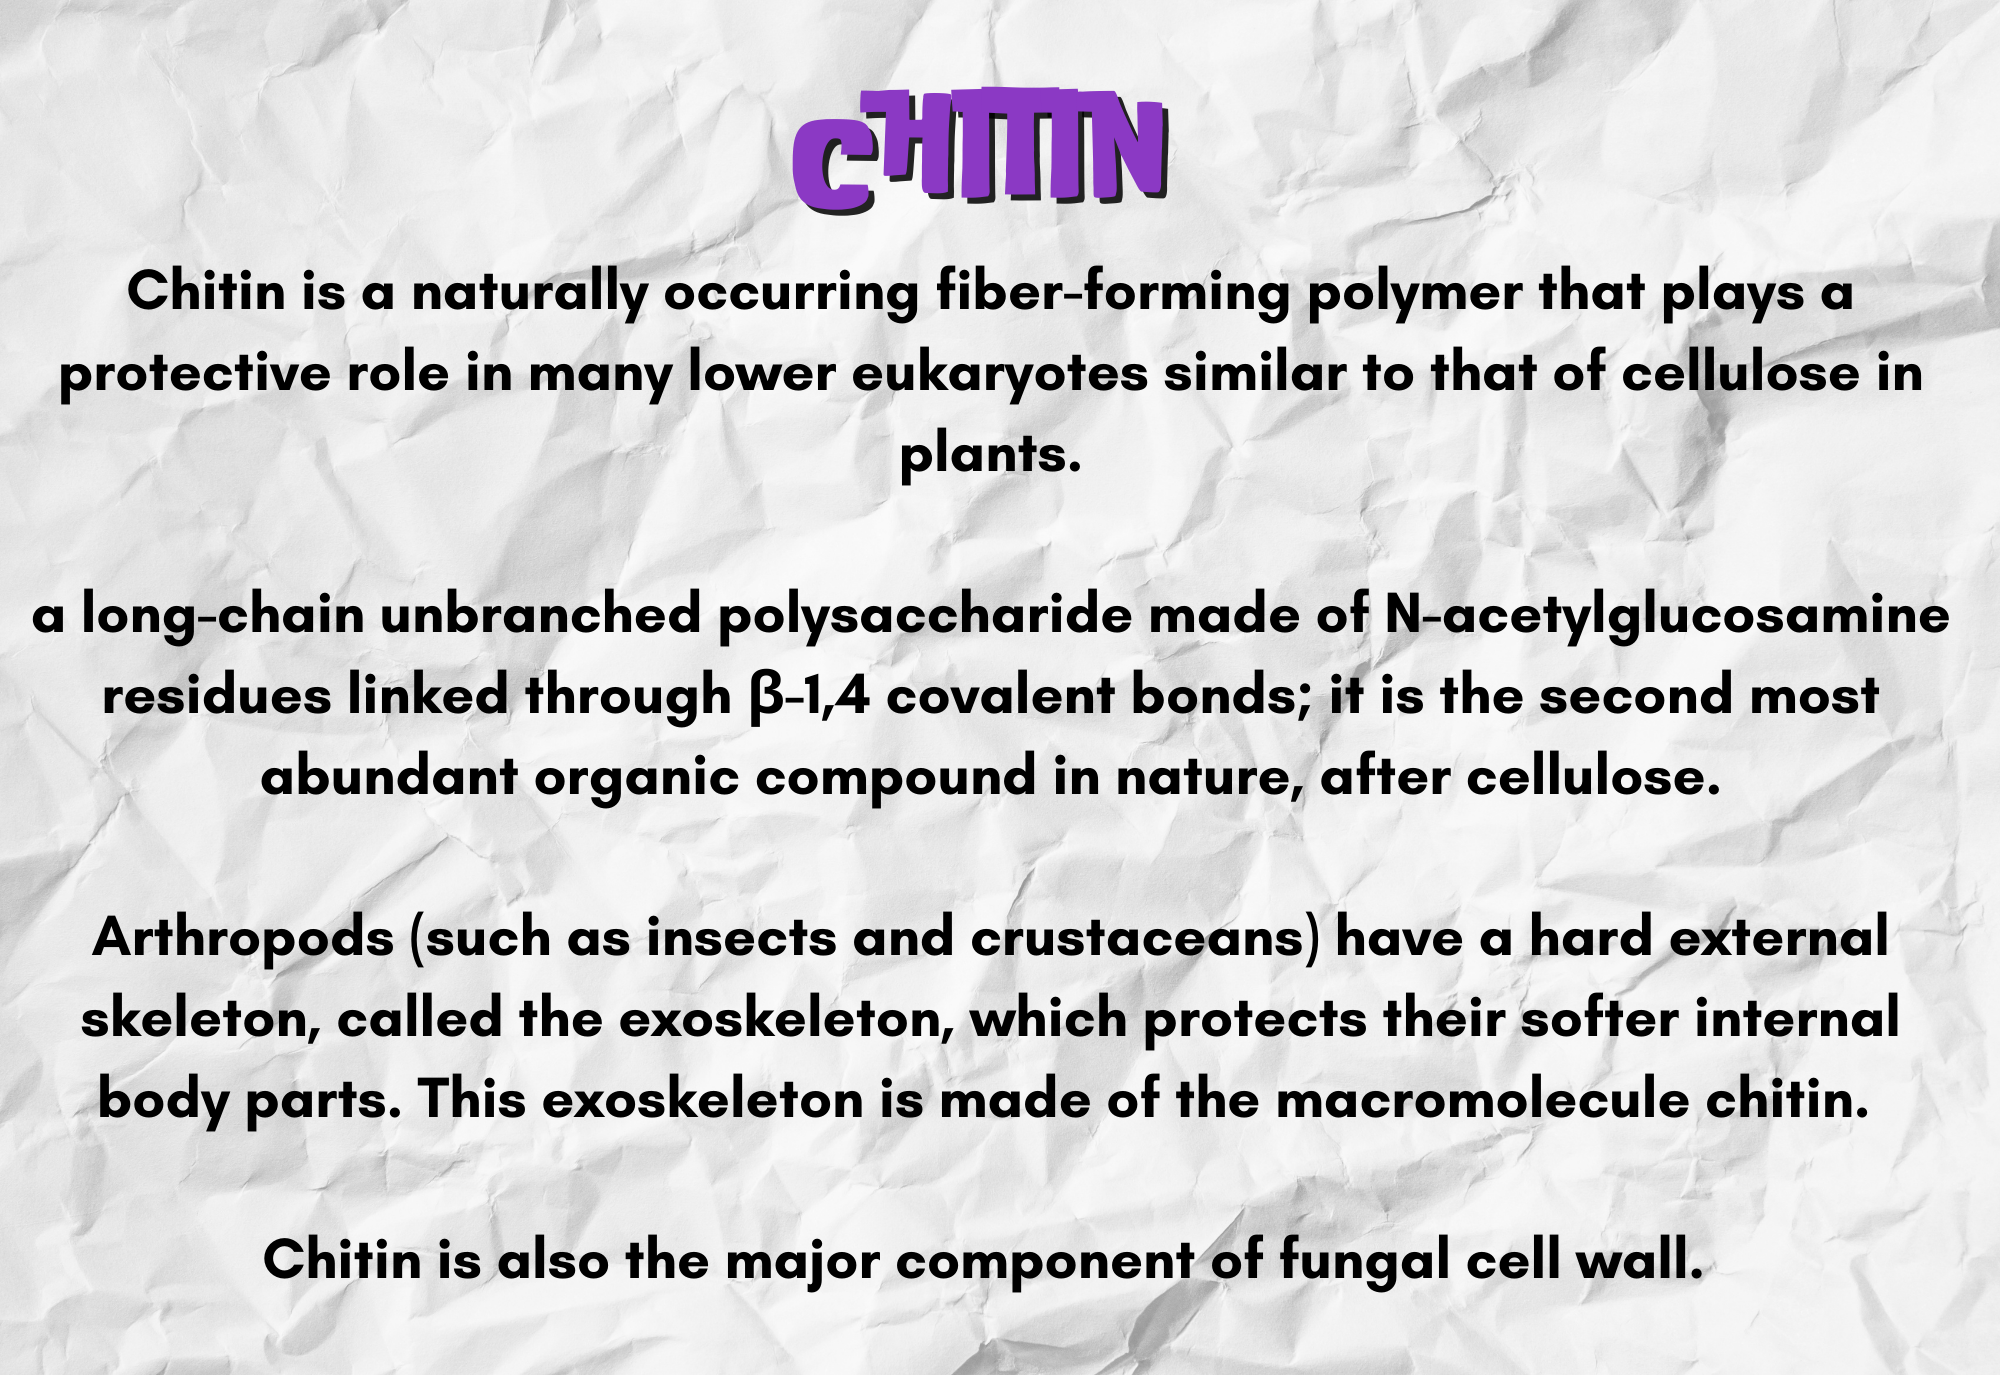 CHITIN
Chitin is a naturally occurring fiber-forming polymer that plays a
protective role in many lower eukaryotes similar to that of cellulose in
plants.
a long-chain unbranched polysaccharide made of N-acetylglucosamine
residues linked through β-1,4 covalent bonds; it is the second most
abundant organic compound in nature, after cellulose.
Arthropods (such as insects and crustaceans) have a hard external
skeleton, called the exoskeleton, which protects their softer internal
body parts. This exoskeleton is made of the macromolecule chitin.
Chitin is also the major component of fungal cell wall.